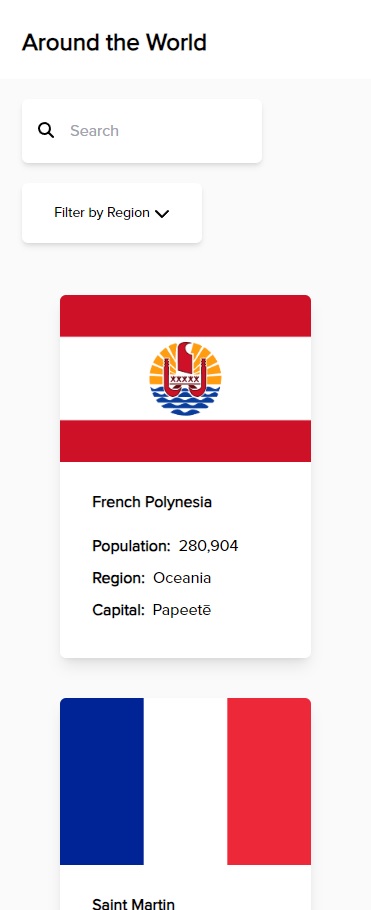 Around the World
Search
Filter by Region
French Polynesia
Population: 280,904
Region: Oceania
Capital: Papeetē
Saint Martin